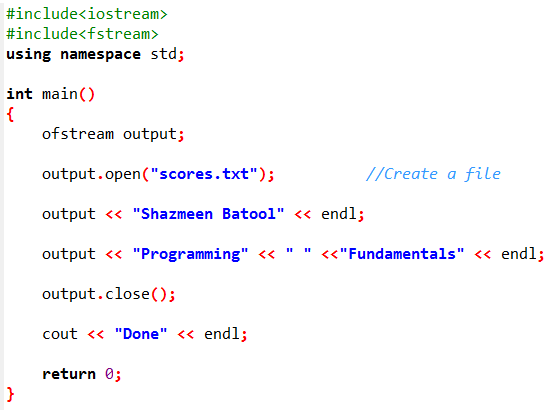 #include<iostream>
#include<fstream>
using namespace std;
int main()
{
ofstream output;
output.open("scores.txt"); //Create a file
output << "Shazmeen Batool" << endl;
output << "Programming" << " " <<"Fundamentals" << endl;
output.close();
cout << "Done" << endl;
return 0;
}